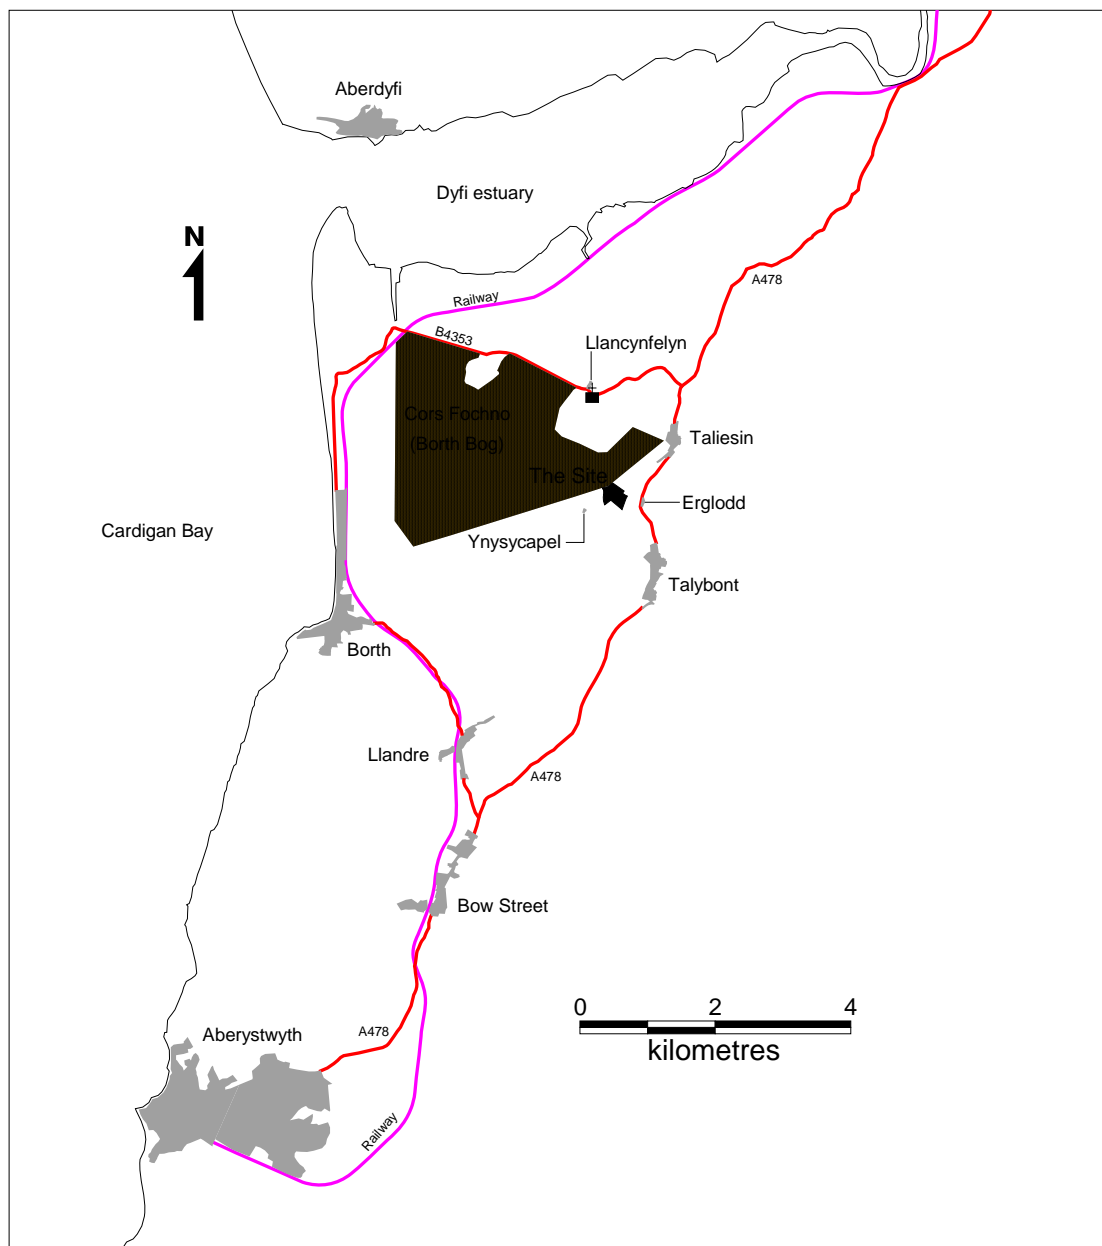 Aberdyfi
Dyfi estuary
N
A478
Railway
B4353
Llancynfelyn
Cors Fochno
(Borth Bog)
Taliesin
The Site
Erglodd
Cardigan Bay
Ynysycapel
Talybont
Borth
Llandre
A478
Bow Street
0 2 4
kilometres
A478
Aberystwyth
Railway